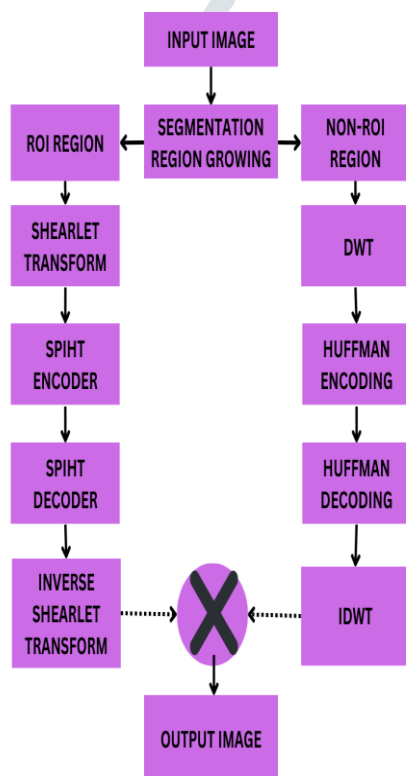 INPUT IMAGE
ROI REGION
SEGMENTATION
REGION GROWING
NON-ROI
REGION
SHEARLET
TRANSFORM
DWT
SPIHT
ENCODER
HUFFMAN
ENCODING
SPIHT
DECODER
HUFFMAN
DECODING
INVERSE
SHEARLET
TRANSFORM
X
IDWT
OUTPUT IMAGE